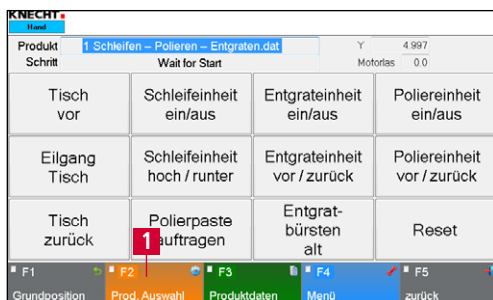 KNECHT
Hand
Produkt 1 Schleifen – Polieren – Entgraten.dat Y 4.997
Schritt Wait for Start Motorlas 0.0
Tisch vor
Schleifeinheit ein/aus
Entgrateinheit ein/aus
Poliereinheit ein/aus
Eilgang Tisch
Schleifeinheit hoch / runter
Entgrateinheit vor / zurück
Poliereinheit vor / zurück
Tisch zurück
Polierpaste auftragen
Entgrat-
bürsten
alt
Reset
1
F1 F2 F3 F4 F5
Grundposition Prod. Auswahl Produktdaten Menü zurück